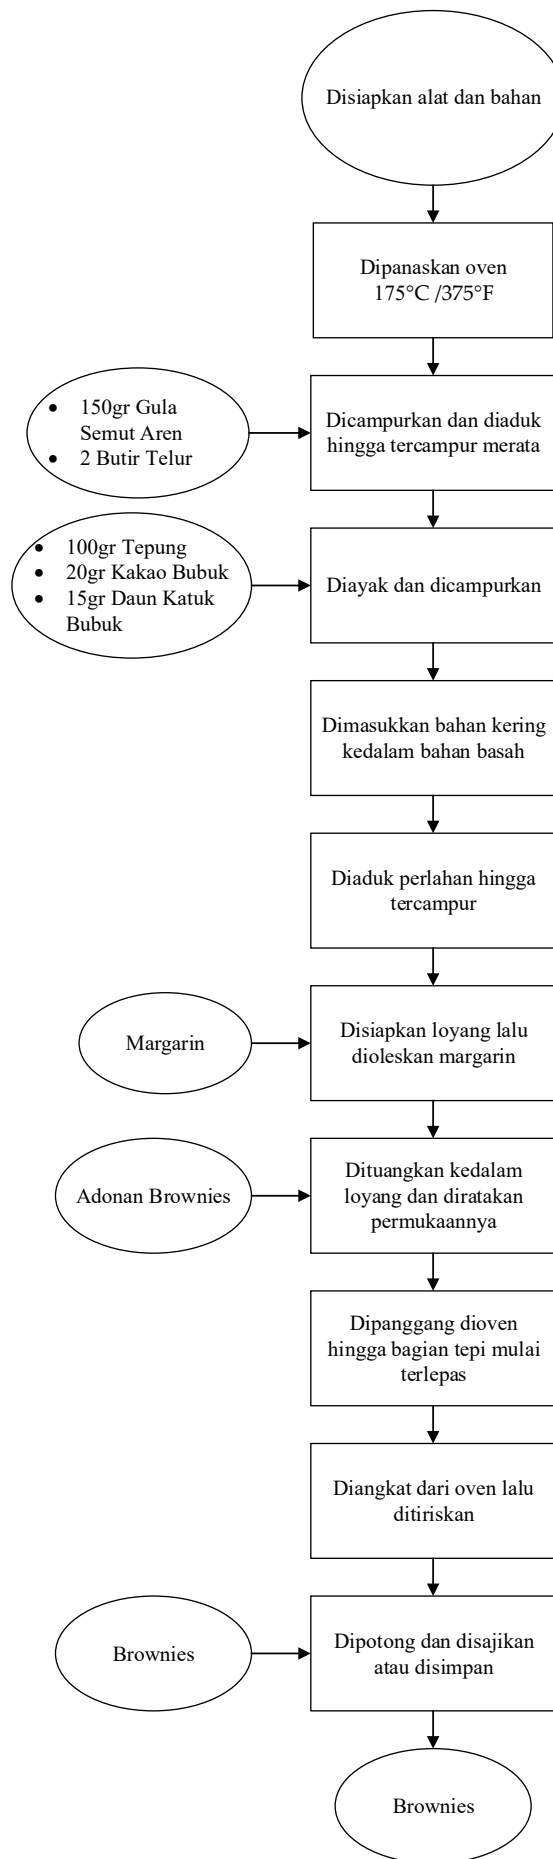 Disiapkan alat dan bahan
Dipanaskan oven
175°C /375°F
• 150gr Gula
Semut Aren
• 2 Butir Telur
Dicampurkan dan diaduk
hingga tercampur merata
• 100gr Tepung
• 20gr Kakao Bubuk
• 15gr Daun Katuk
Bubuk
Diayak dan dicampurkan
Dimasukkan bahan kering
kedalam bahan basah
Diaduk perlahan hingga
tercampur
Margarin
Disiapkan loyang lalu
dioleskan margarin
Adonan Brownies
Dituangkan kedalam
loyang dan diratakan
permukaannya
Dipanggang dioven
hingga bagian tepi mulai
terlepas
Diangkat dari oven lalu
ditiriskan
Brownies
Dipotong dan disajikan
atau disimpan
Brownies